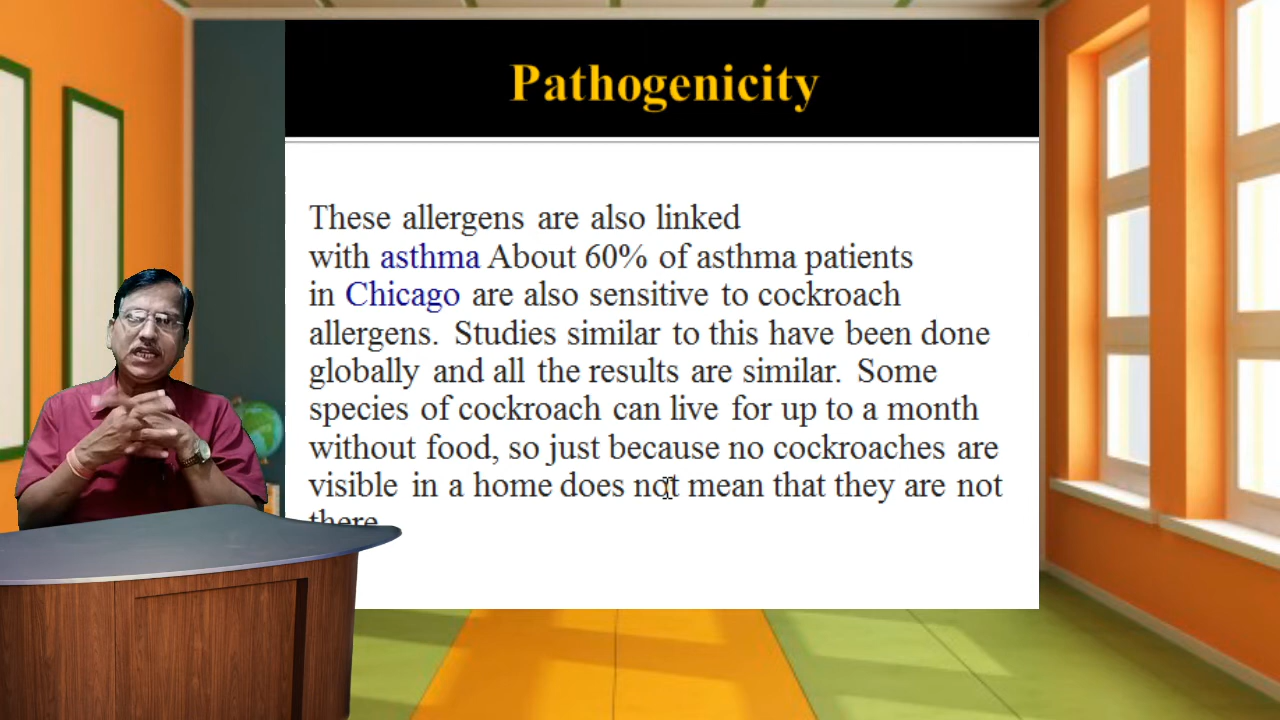 Pathogenicity
These allergens are also linked
with asthma About 60% of asthma patients
in Chicago are also sensitive to cockroach
allergens. Studies similar to this have been done
globally and all the results are similar. Some
species of cockroach can live for up to a month
without food, so just because no cockroaches are
visible in a home does not mean that they are not
there